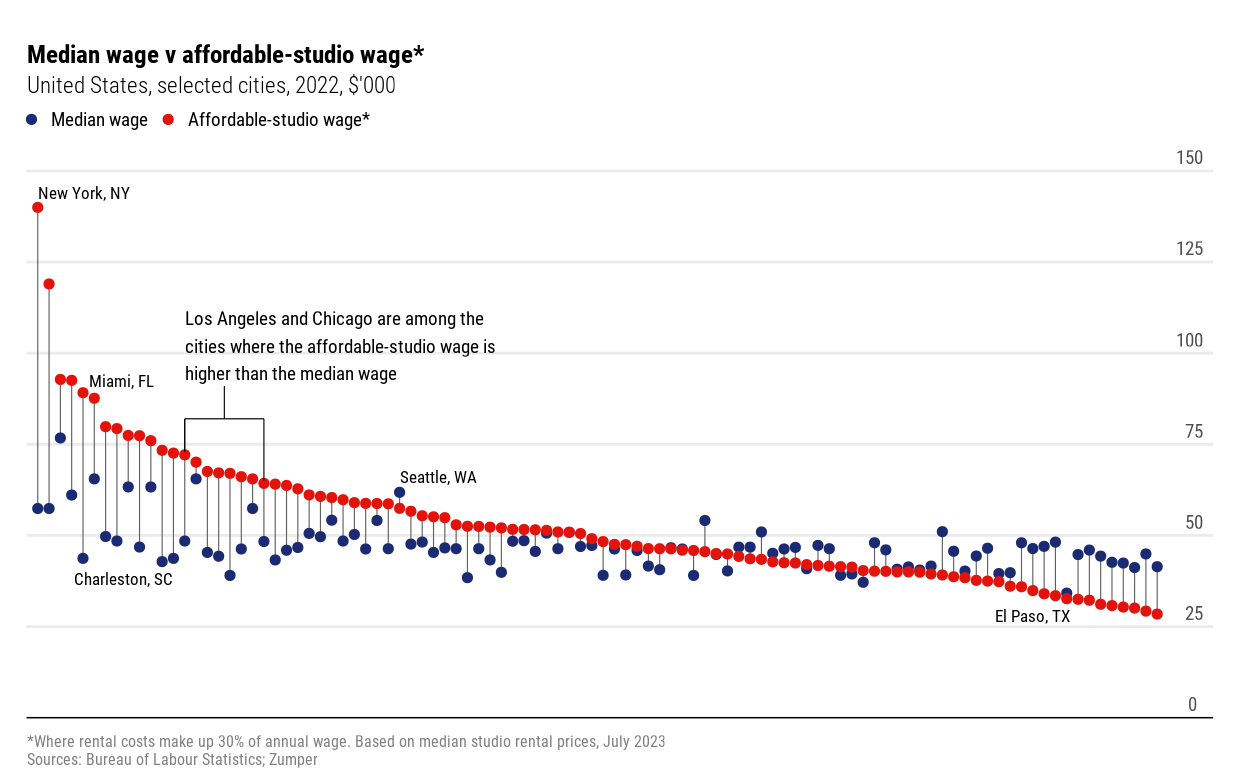 Median wage v affordable-studio wage*
United States, selected cities, 2022, $'000
Median wage
Affordable-studio wage*
150
New York, NY
125
Los Angeles and Chicago are among the
cities where the affordable-studio wage is
higher than the median wage
100
Miami, FL
75
Seattle, WA
50
Charleston, SC
El Paso, TX
25
0
*Where rental costs make up 30% of annual wage. Based on median studio rental prices, July 2023
Sources: Bureau of Labour Statistics; Zumper